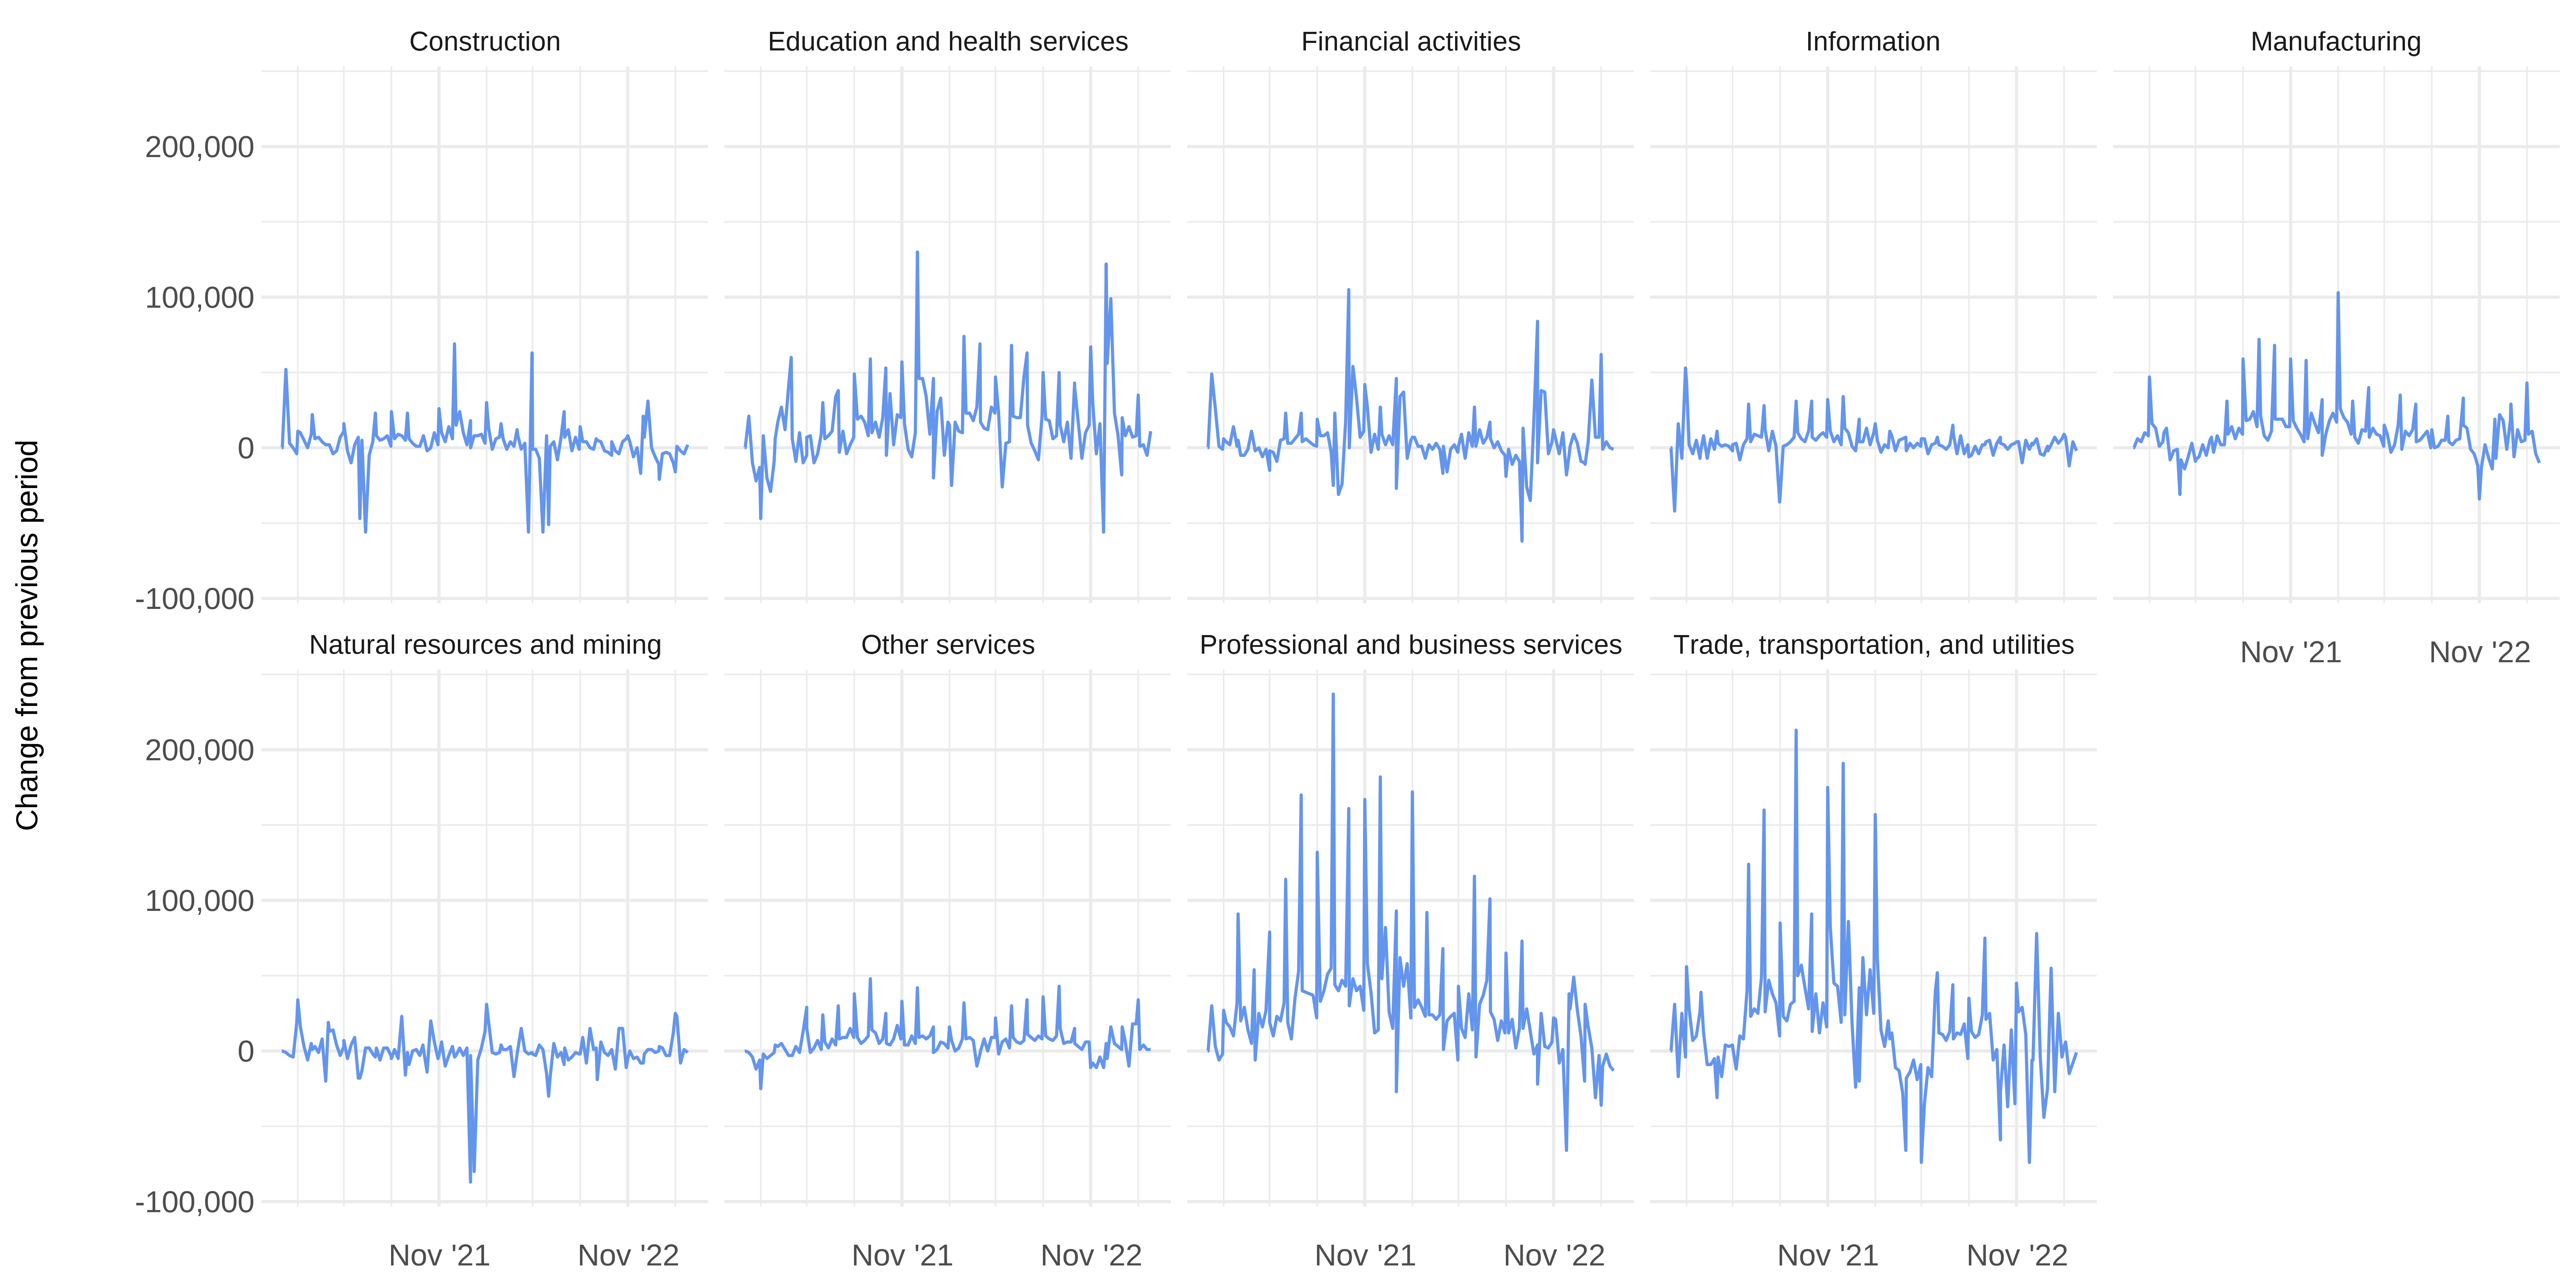 Construction
Education and health services
Financial activities
Information
Manufacturing
200,000
100,000
0
-100,000
Change from previous period
Nov '21
Nov '22
Natural resources and mining
Other services
Professional and business services
Trade, transportation, and utilities
200,000
100,000
0
-100,000
Nov '21
Nov '22
Nov '21
Nov '22
Nov '21
Nov '22
Nov '21
Nov '22